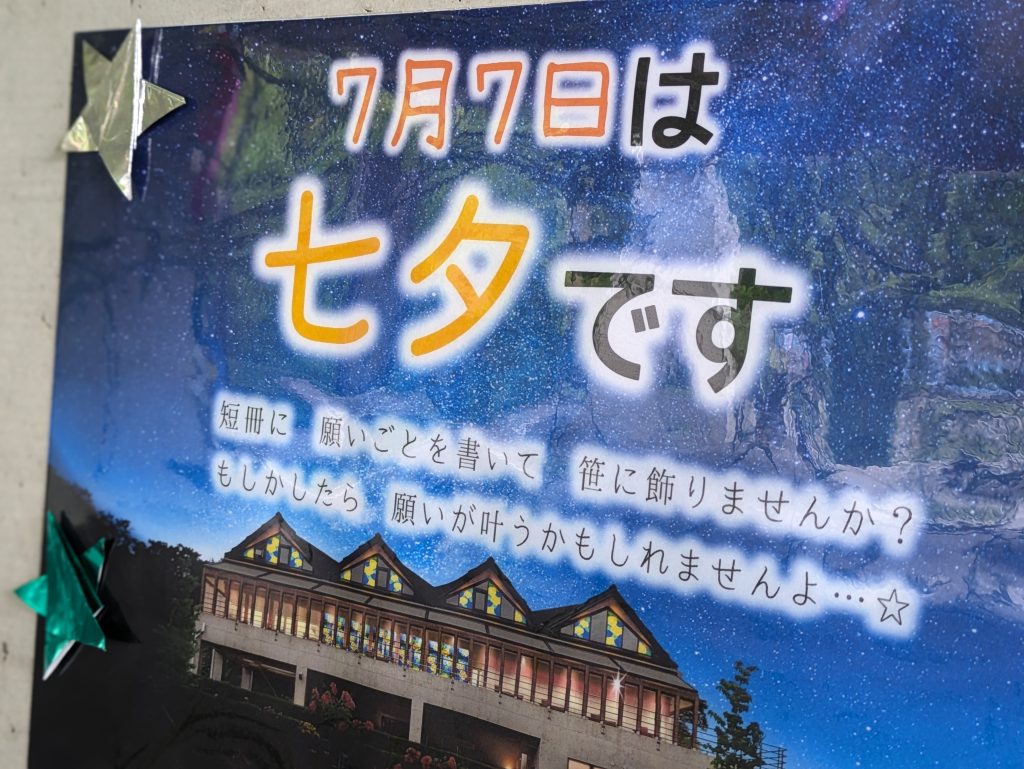 7月7日は
七夕です
短冊に 願いごとを書いて 笹に飾りませんか？
もしかしたら 願いが叶うかもしれませんよ…☆